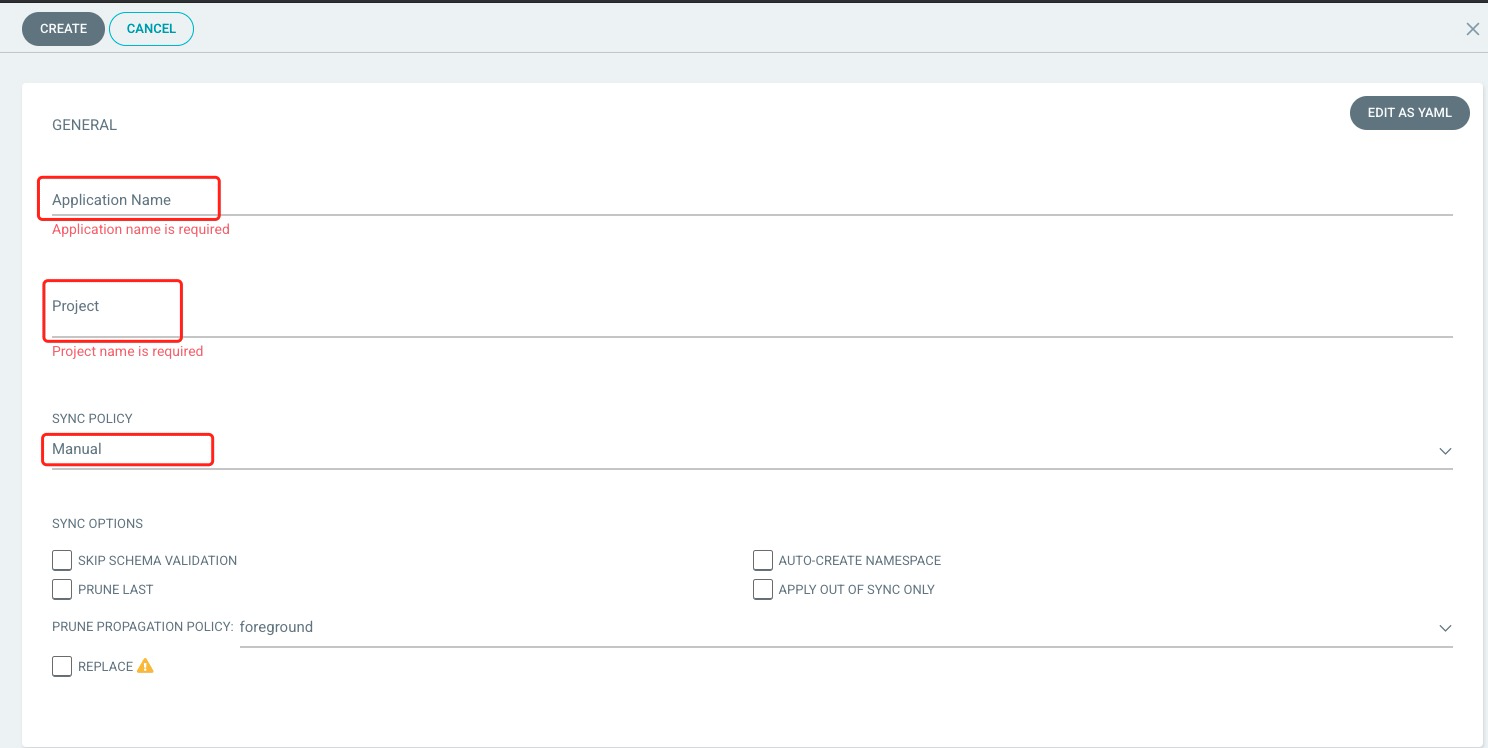 CREATE CANCEL
GENERAL
EDIT AS YAML
Application Name
Application name is required
Project
Project name is required
SYNC POLICY
Manual
SYNC OPTIONS
SKIP SCHEMA VALIDATION AUTO-CREATE NAMESPACE
PRUNE LAST APPLY OUT OF SYNC ONLY
PRUNE PROPAGATION POLICY: foreground
REPLACE